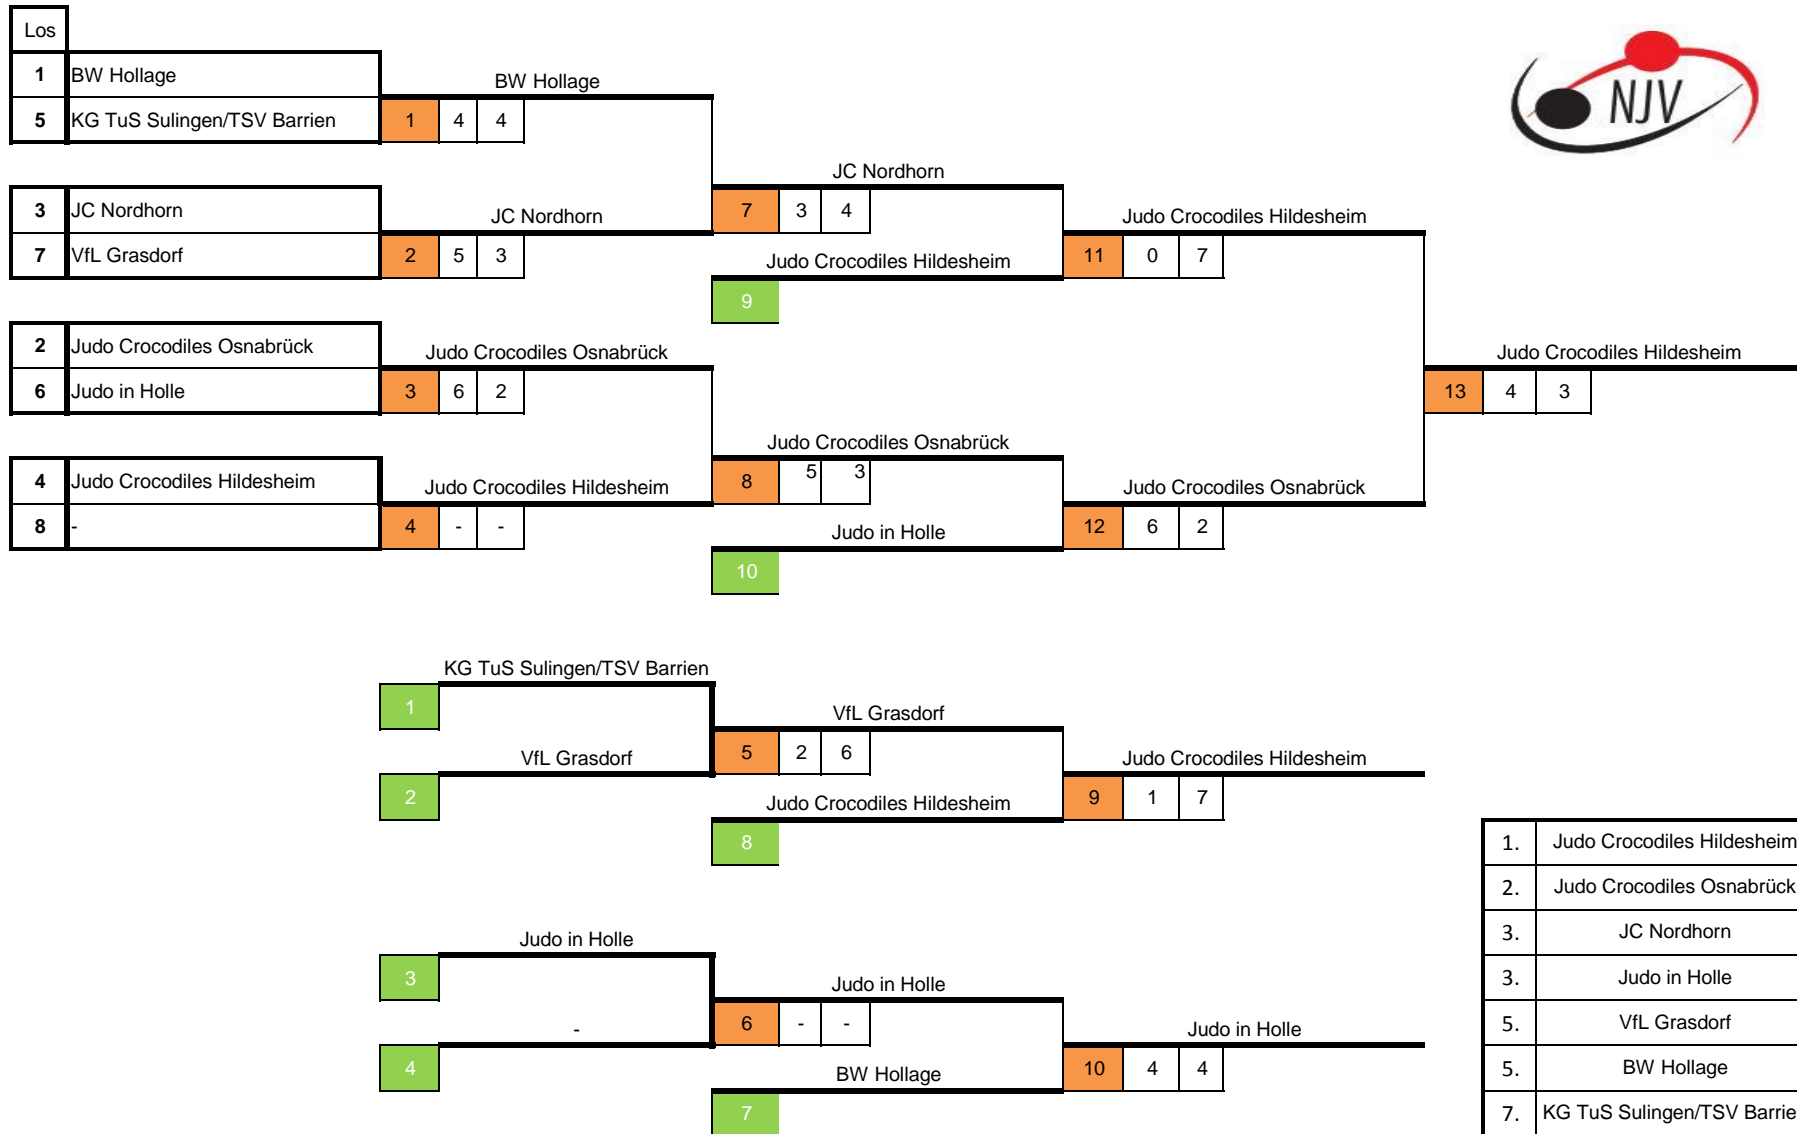 Los
1 BW Hollage
BW Hollage
5 KG TuS Sulingen/TSV Barrien 1 4 4
NJV
JC Nordhorn
3 JC Nordhorn
JC Nordhorn
7 3 4
Judo Crocodiles Hildesheim
7 VfL Grasdorf 2 5 3
Judo Crocodiles Hildesheim
11 0 7
9
2 Judo Crocodiles Osnabrück
Judo Crocodiles Osnabrück
Judo Crocodiles Hildesheim
6 Judo in Holle 3 6 2
13 4 3
Judo Crocodiles Osnabrück
4 Judo Crocodiles Hildesheim
Judo Crocodiles Hildesheim
8 5 3
Judo Crocodiles Osnabrück
8 - 4 - -
Judo in Holle
12 6 2
10
KG TuS Sulingen/TSV Barrien
1
VfL Grasdorf
VfL Grasdorf
5 2 6
Judo Crocodiles Hildesheim
2
Judo Crocodiles Hildesheim
9 1 7
8
1. Judo Crocodiles Hildesheim
2. Judo Crocodiles Osnabrück
Judo in Holle
3. JC Nordhorn
3
Judo in Holle
3. Judo in Holle
-
6 - -
Judo in Holle
5. VfL Grasdorf
4
BW Hollage
10 4 4
5. BW Hollage
7
7. KG TuS Sulingen/TSV Barrie